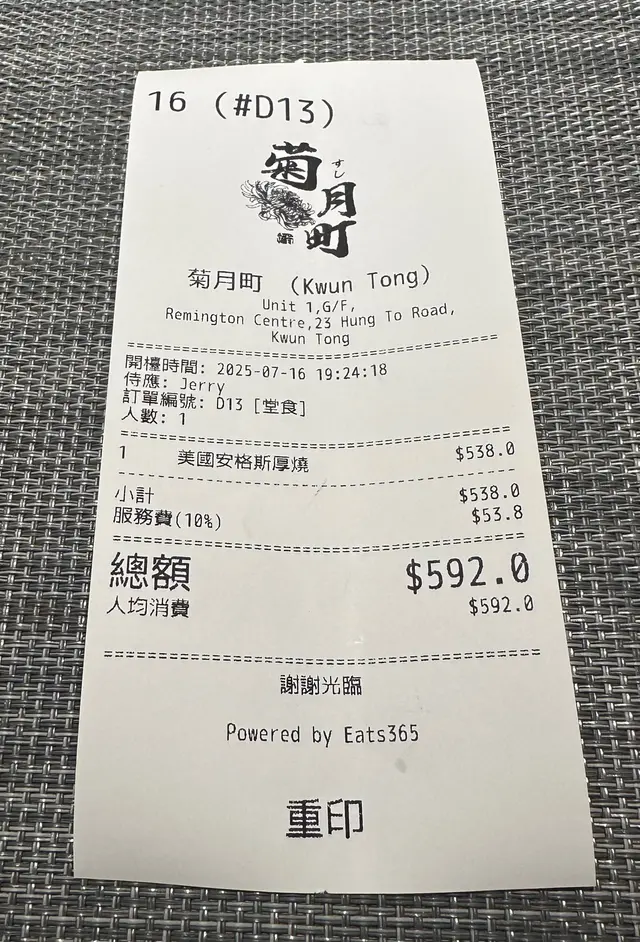 16 (#D13)
菊月町
すし
菊月町 (Kwun Tong)
Unit 1,G/F,
Remington Centre,23 Hung To Road,
Kwun Tong
開檯時間: 2025-07-16 19:24:18
侍應: Jerry
訂單編號: D13 [堂食]
人數: 1
1 美國安格斯厚燒 $538.0
小計 $538.0
服務費(10%) $53.8
總額 $592.0
人均消費 $592.0
謝謝光臨
Powered by Eats365
重印